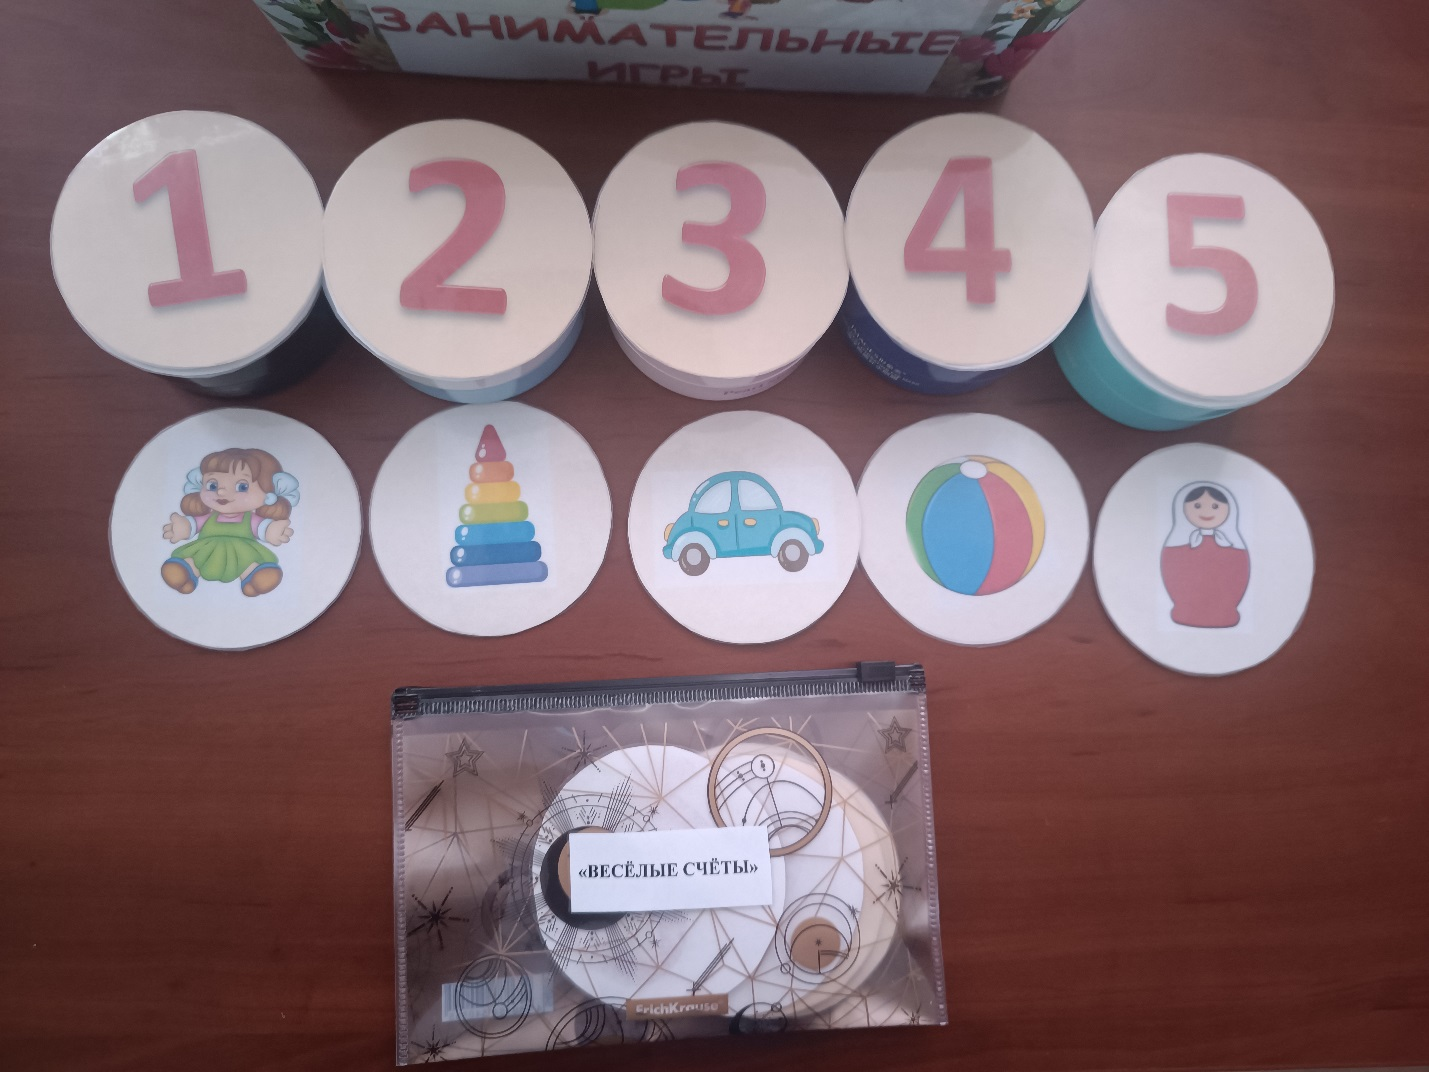 ЗАНИМАТЕЛЬНЫЕ
ИГРЫ
1 2 3 4 5
«ВЕСЁЛЫЕ СЧЁТЫ»
ErichKrause